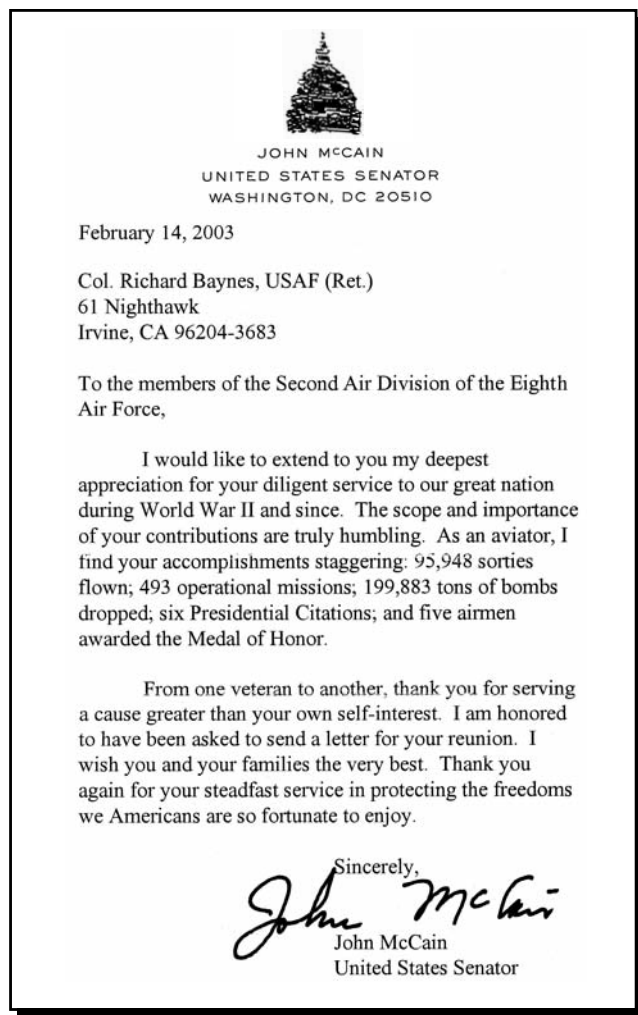 JOHN McCAIN
UNITED STATES SENATOR
WASHINGTON, DC 20510
February 14, 2003
Col. Richard Baynes, USAF (Ret.)
61 Nighthawk
Irvine, CA 96204-3683
To the members of the Second Air Division of the Eighth
Air Force,
I would like to extend to you my deepest
appreciation for your diligent service to our great nation
during World War II and since.  The scope and importance
of your contributions are truly humbling.  As an aviator, I
find your accomplishments staggering: 95,948 sorties
flown; 493 operational missions; 199,883 tons of bombs
dropped; six Presidential Citations; and five airmen
awarded the Medal of Honor.
From one veteran to another, thank you for serving
a cause greater than your own self-interest.  I am honored
to have been asked to send a letter for your reunion.  I
wish you and your families the very best.  Thank you
again for your steadfast service in protecting the freedoms
we Americans are so fortunate to enjoy.
Sincerely,
John McCain
John McCain
United States Senator